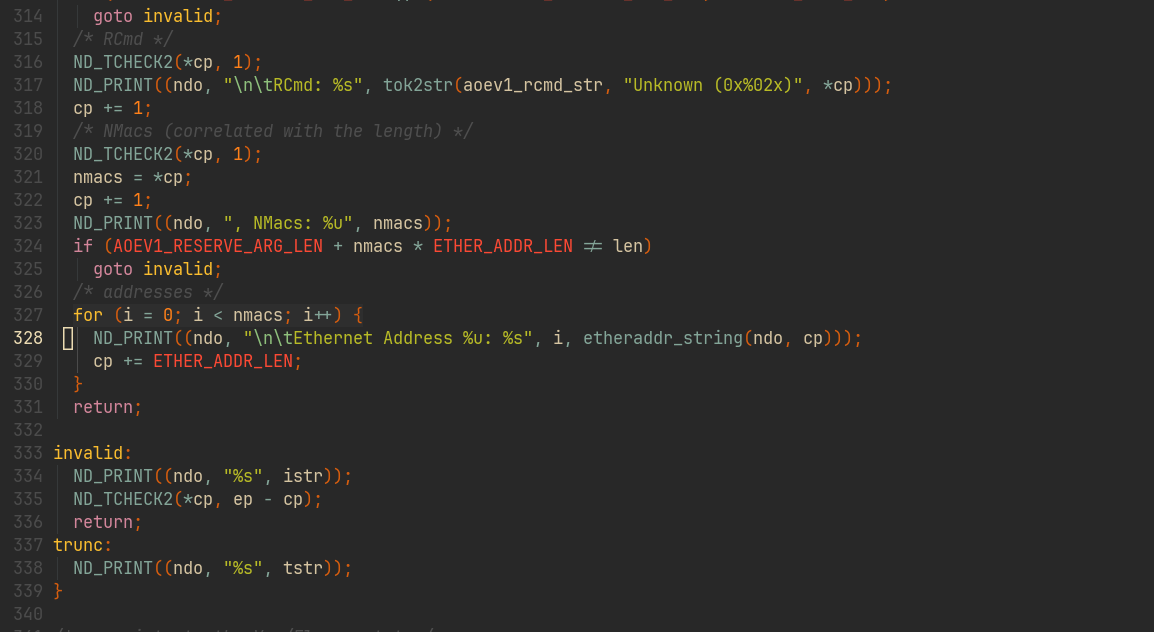 314 goto invalid;
315 /* RCmd */
316 ND_TCHECK2(*cp, 1);
317 ND_PRINT((ndo, "\n\tRCmd: %s", tok2str(aoev1_rcmd_str, "Unknown (0x%02x)", *cp)));
318 cp += 1;
319 /* NMacs (correlated with the length) */
320 ND_TCHECK2(*cp, 1);
321 nmacs = *cp;
322 cp += 1;
323 ND_PRINT((ndo, ", NMacs: %u", nmacs));
324 if (AOEV1_RESERVE_ARG_LEN + nmacs * ETHER_ADDR_LEN != len)
325 goto invalid;
326 /* addresses */
327 for (i = 0; i < nmacs; i++) {
328 ND_PRINT((ndo, "\n\tEthernet Address %u: %s", i, etheraddr_string(ndo, cp)));
329 cp += ETHER_ADDR_LEN;
330 }
331 return;
332
333 invalid:
334 ND_PRINT((ndo, "%s", istr));
335 ND_TCHECK2(*cp, ep - cp);
336 return;
337 trunc:
338 ND_PRINT((ndo, "%s", tstr));
339 }
340